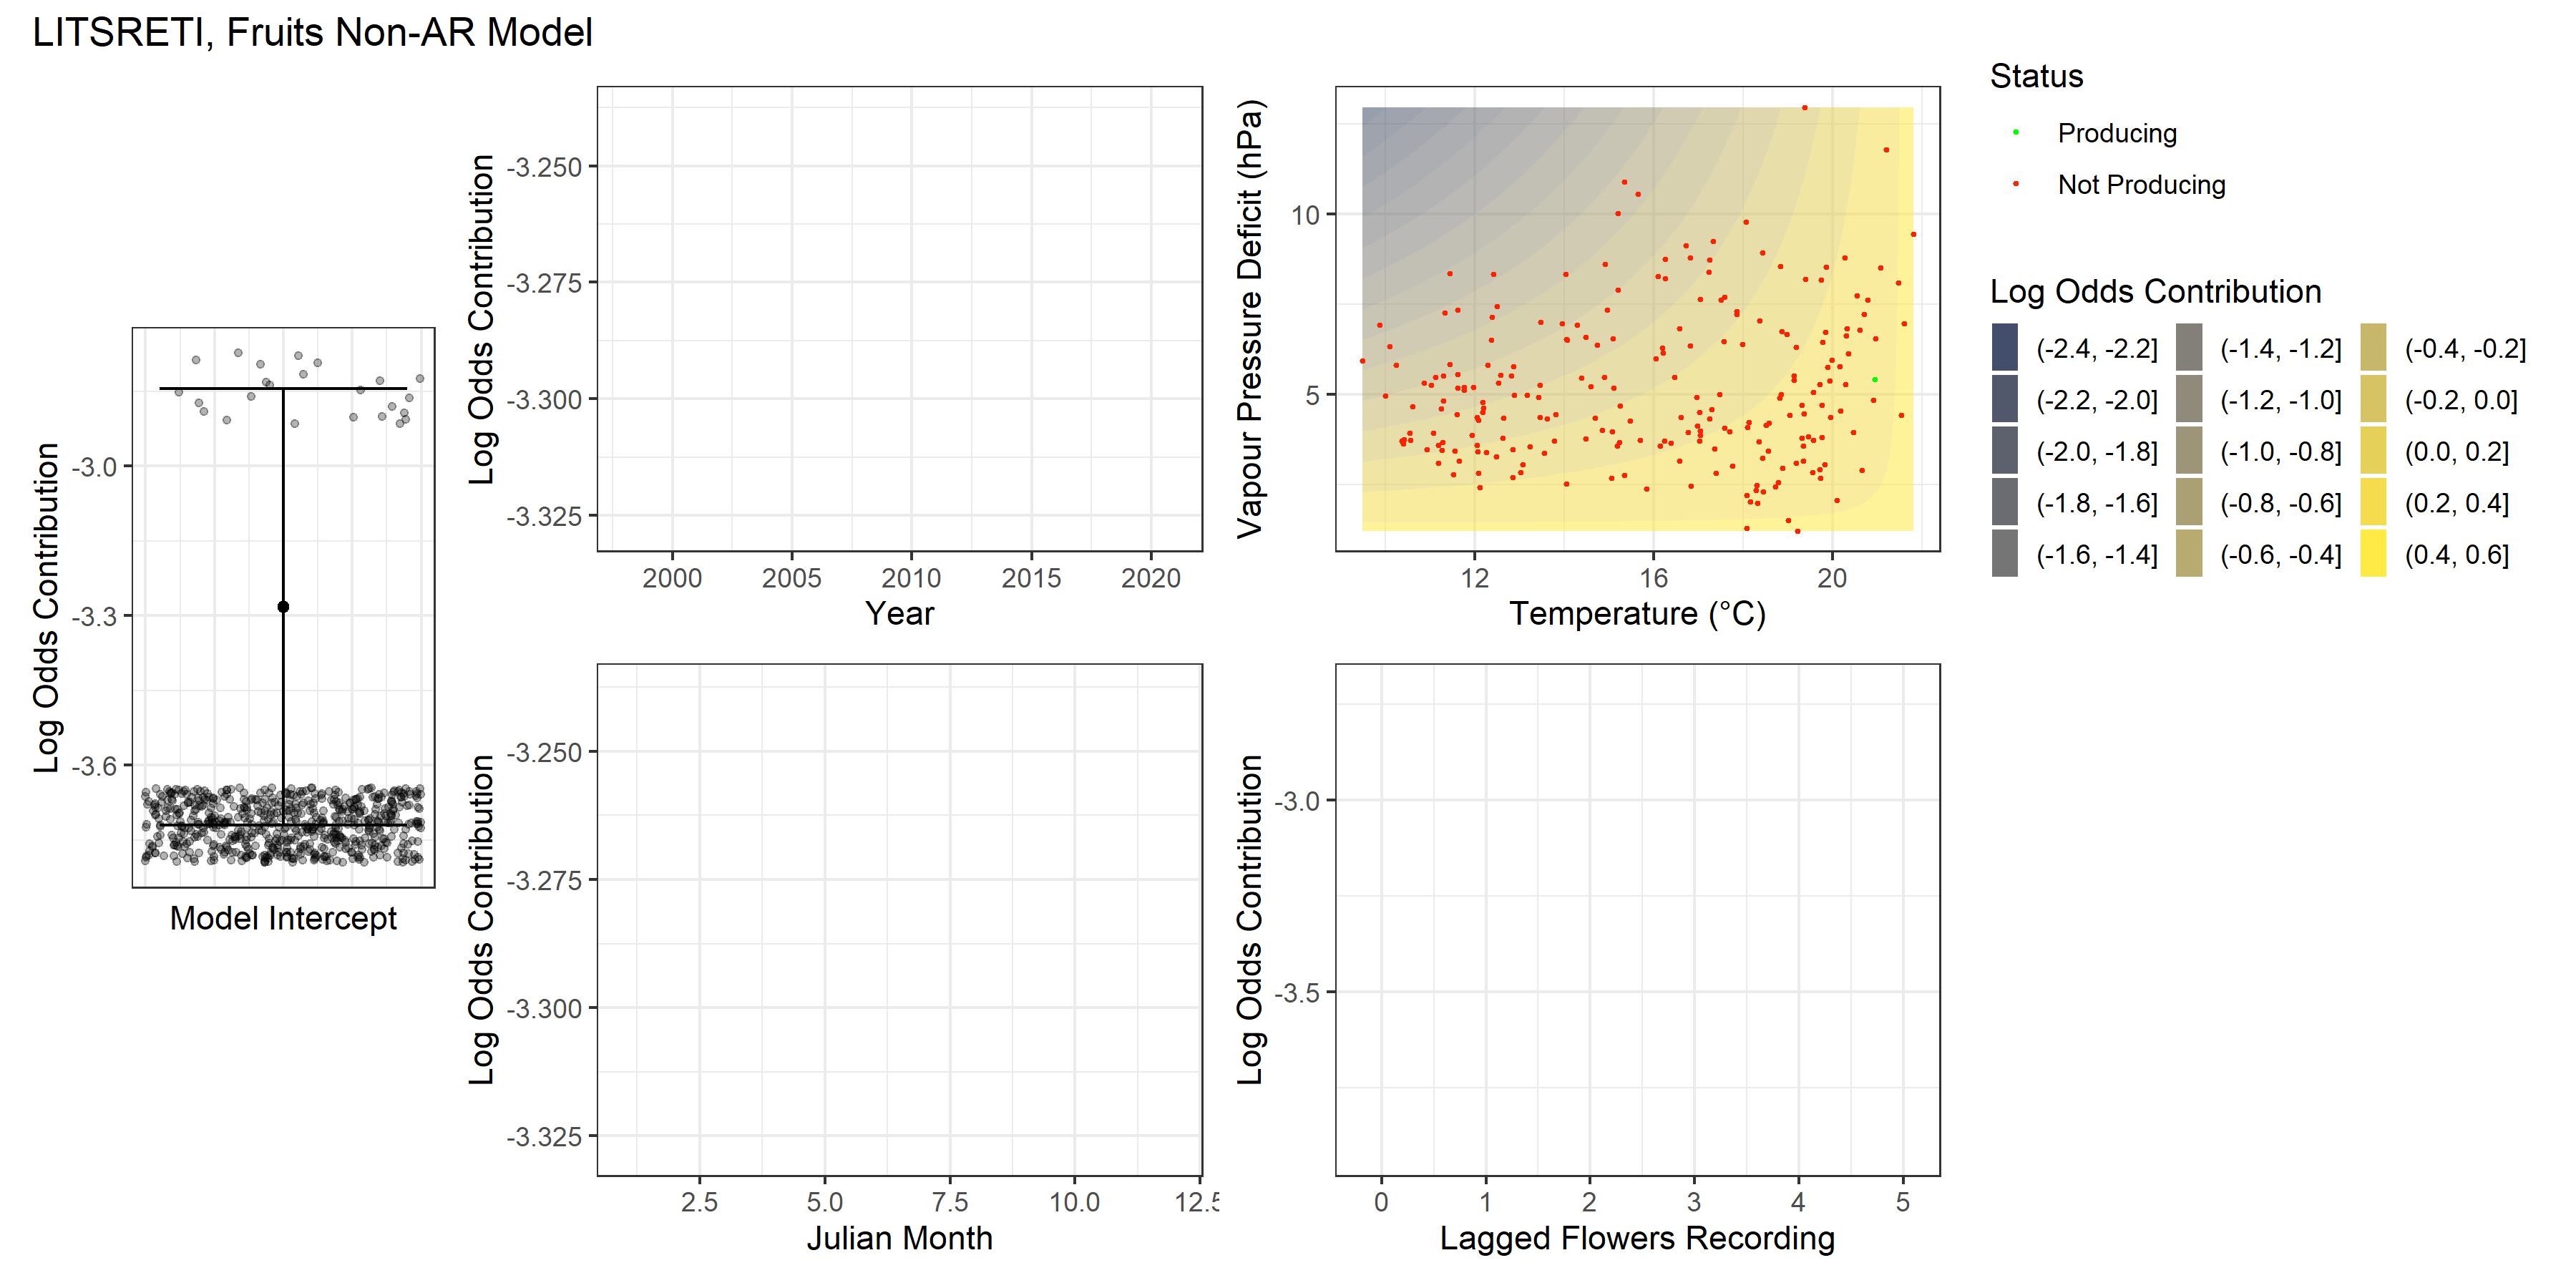 LITSRETI, Fruits Non-AR Model
Log Odds Contribution
-3.0
-3.3
-3.6
Model Intercept
Log Odds Contribution
-3.250
-3.275
-3.300
-3.325
2000 2005 2010 2015 2020
Year
Vapour Pressure Deficit (hPa)
10
5
12 16 20
Temperature (°C)
Status
Producing
Not Producing
Log Odds Contribution
(-2.4, -2.2] (-1.4, -1.2] (-0.4, -0.2]
(-2.2, -2.0] (-1.2, -1.0] (-0.2, 0.0]
(-2.0, -1.8] (-1.0, -0.8] (0.0, 0.2]
(-1.8, -1.6] (-0.8, -0.6] (0.2, 0.4]
(-1.6, -1.4] (-0.6, -0.4] (0.4, 0.6]
Log Odds Contribution
-3.250
-3.275
-3.300
-3.325
2.5 5.0 7.5 10.0 12.5
Julian Month
Log Odds Contribution
-3.0
-3.5
0 1 2 3 4 5
Lagged Flowers Recording